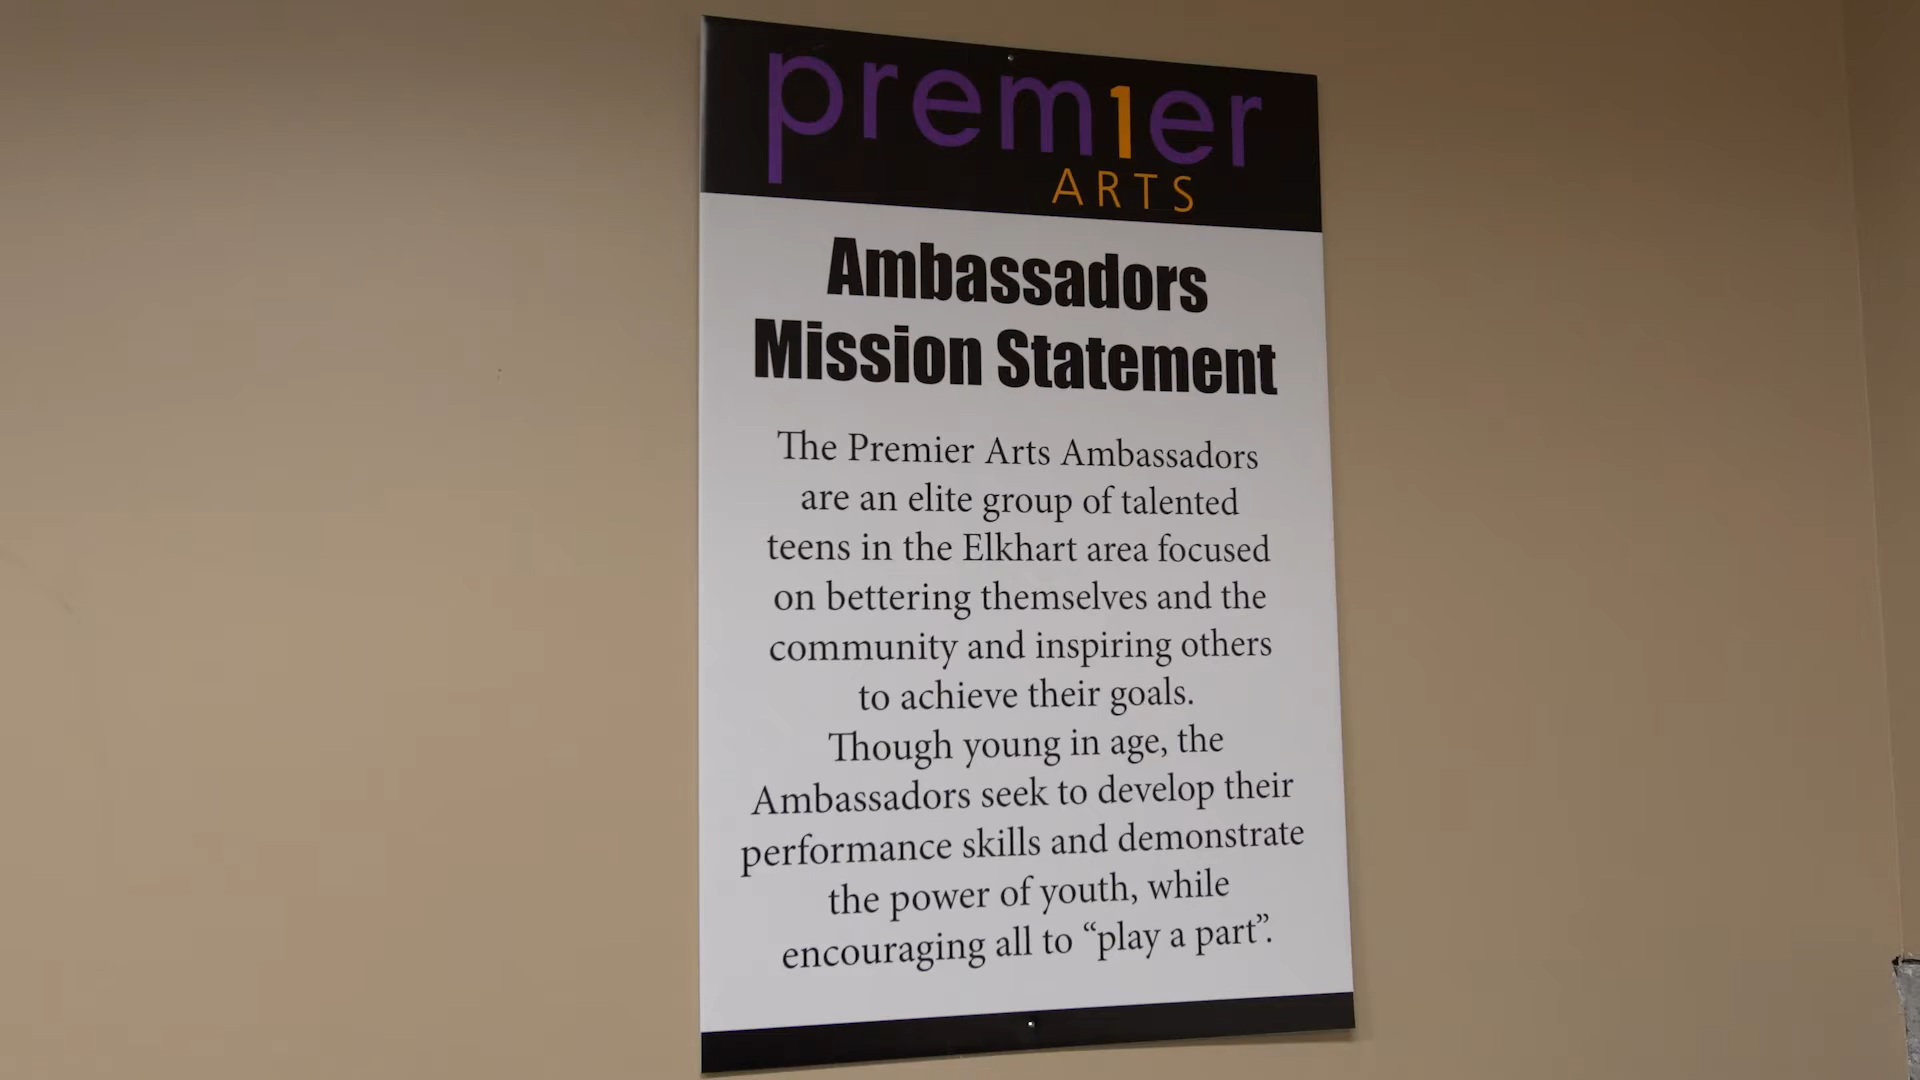 prem1er
ARTS
Ambassadors
Mission Statement
The Premier Arts Ambassadors
are an elite group of talented
teens in the Elkhart area focused
on bettering themselves and the
community and inspiring others
to achieve their goals.
Though young in age, the
Ambassadors seek to develop their
performance skills and demonstrate
the power of youth, while
encouraging all to “play a part”.